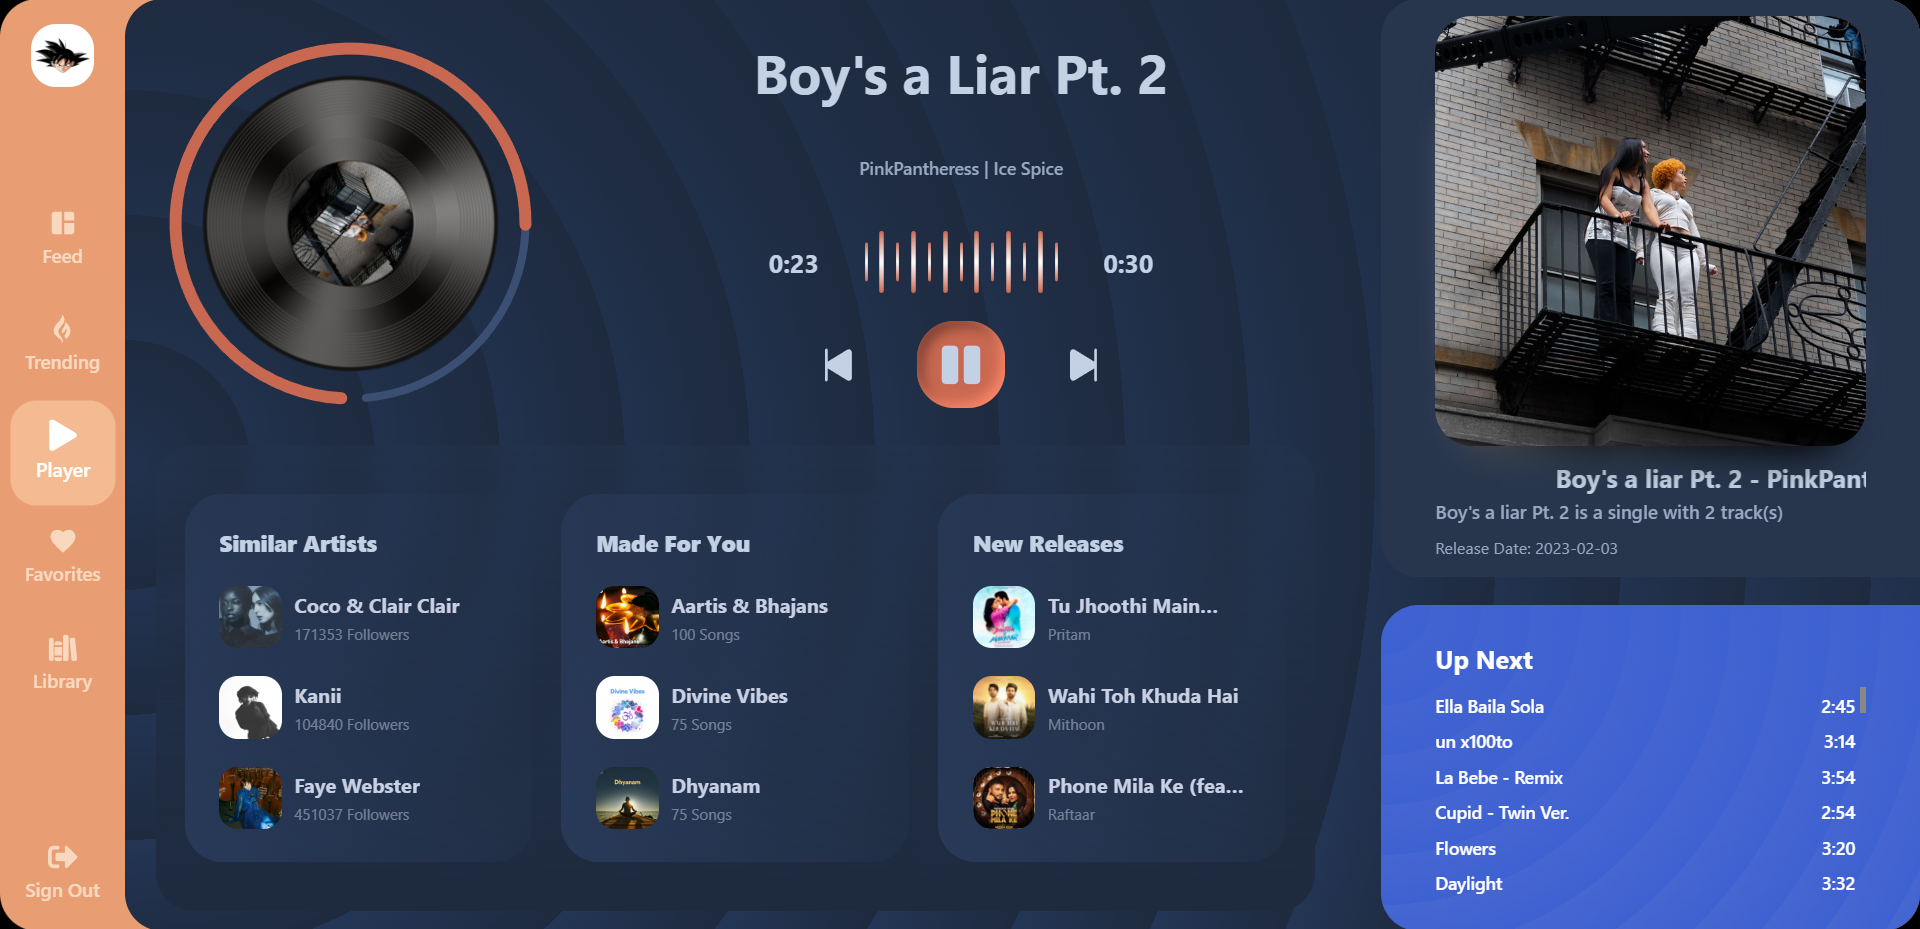 Feed
Trending
Player
Favorites
Library
Sign Out
Boy's a Liar Pt. 2
PinkPantheress | Ice Spice
0:23
0:30
Similar Artists
Coco & Clair Clair
171353 Followers
Kanii
104840 Followers
Faye Webster
451037 Followers
Made For You
Aartis & Bhajans
100 Songs
Divine Vibes
Divine Vibes
75 Songs
Dhyanam
Dhyanam
75 Songs
New Releases
Tu Jhoothi Main...
Pritam
Wahi Toh Khuda Hai
Mithoon
Phone Mila Ke (fea...
Raftaar
Boy's a liar Pt. 2 - PinkPant
Boy's a liar Pt. 2 is a single with 2 track(s)
Release Date: 2023-02-03
Up Next
Ella Baila Sola 2:45
un x100to 3:14
La Bebe - Remix 3:54
Cupid - Twin Ver. 2:54
Flowers 3:20
Daylight 3:32